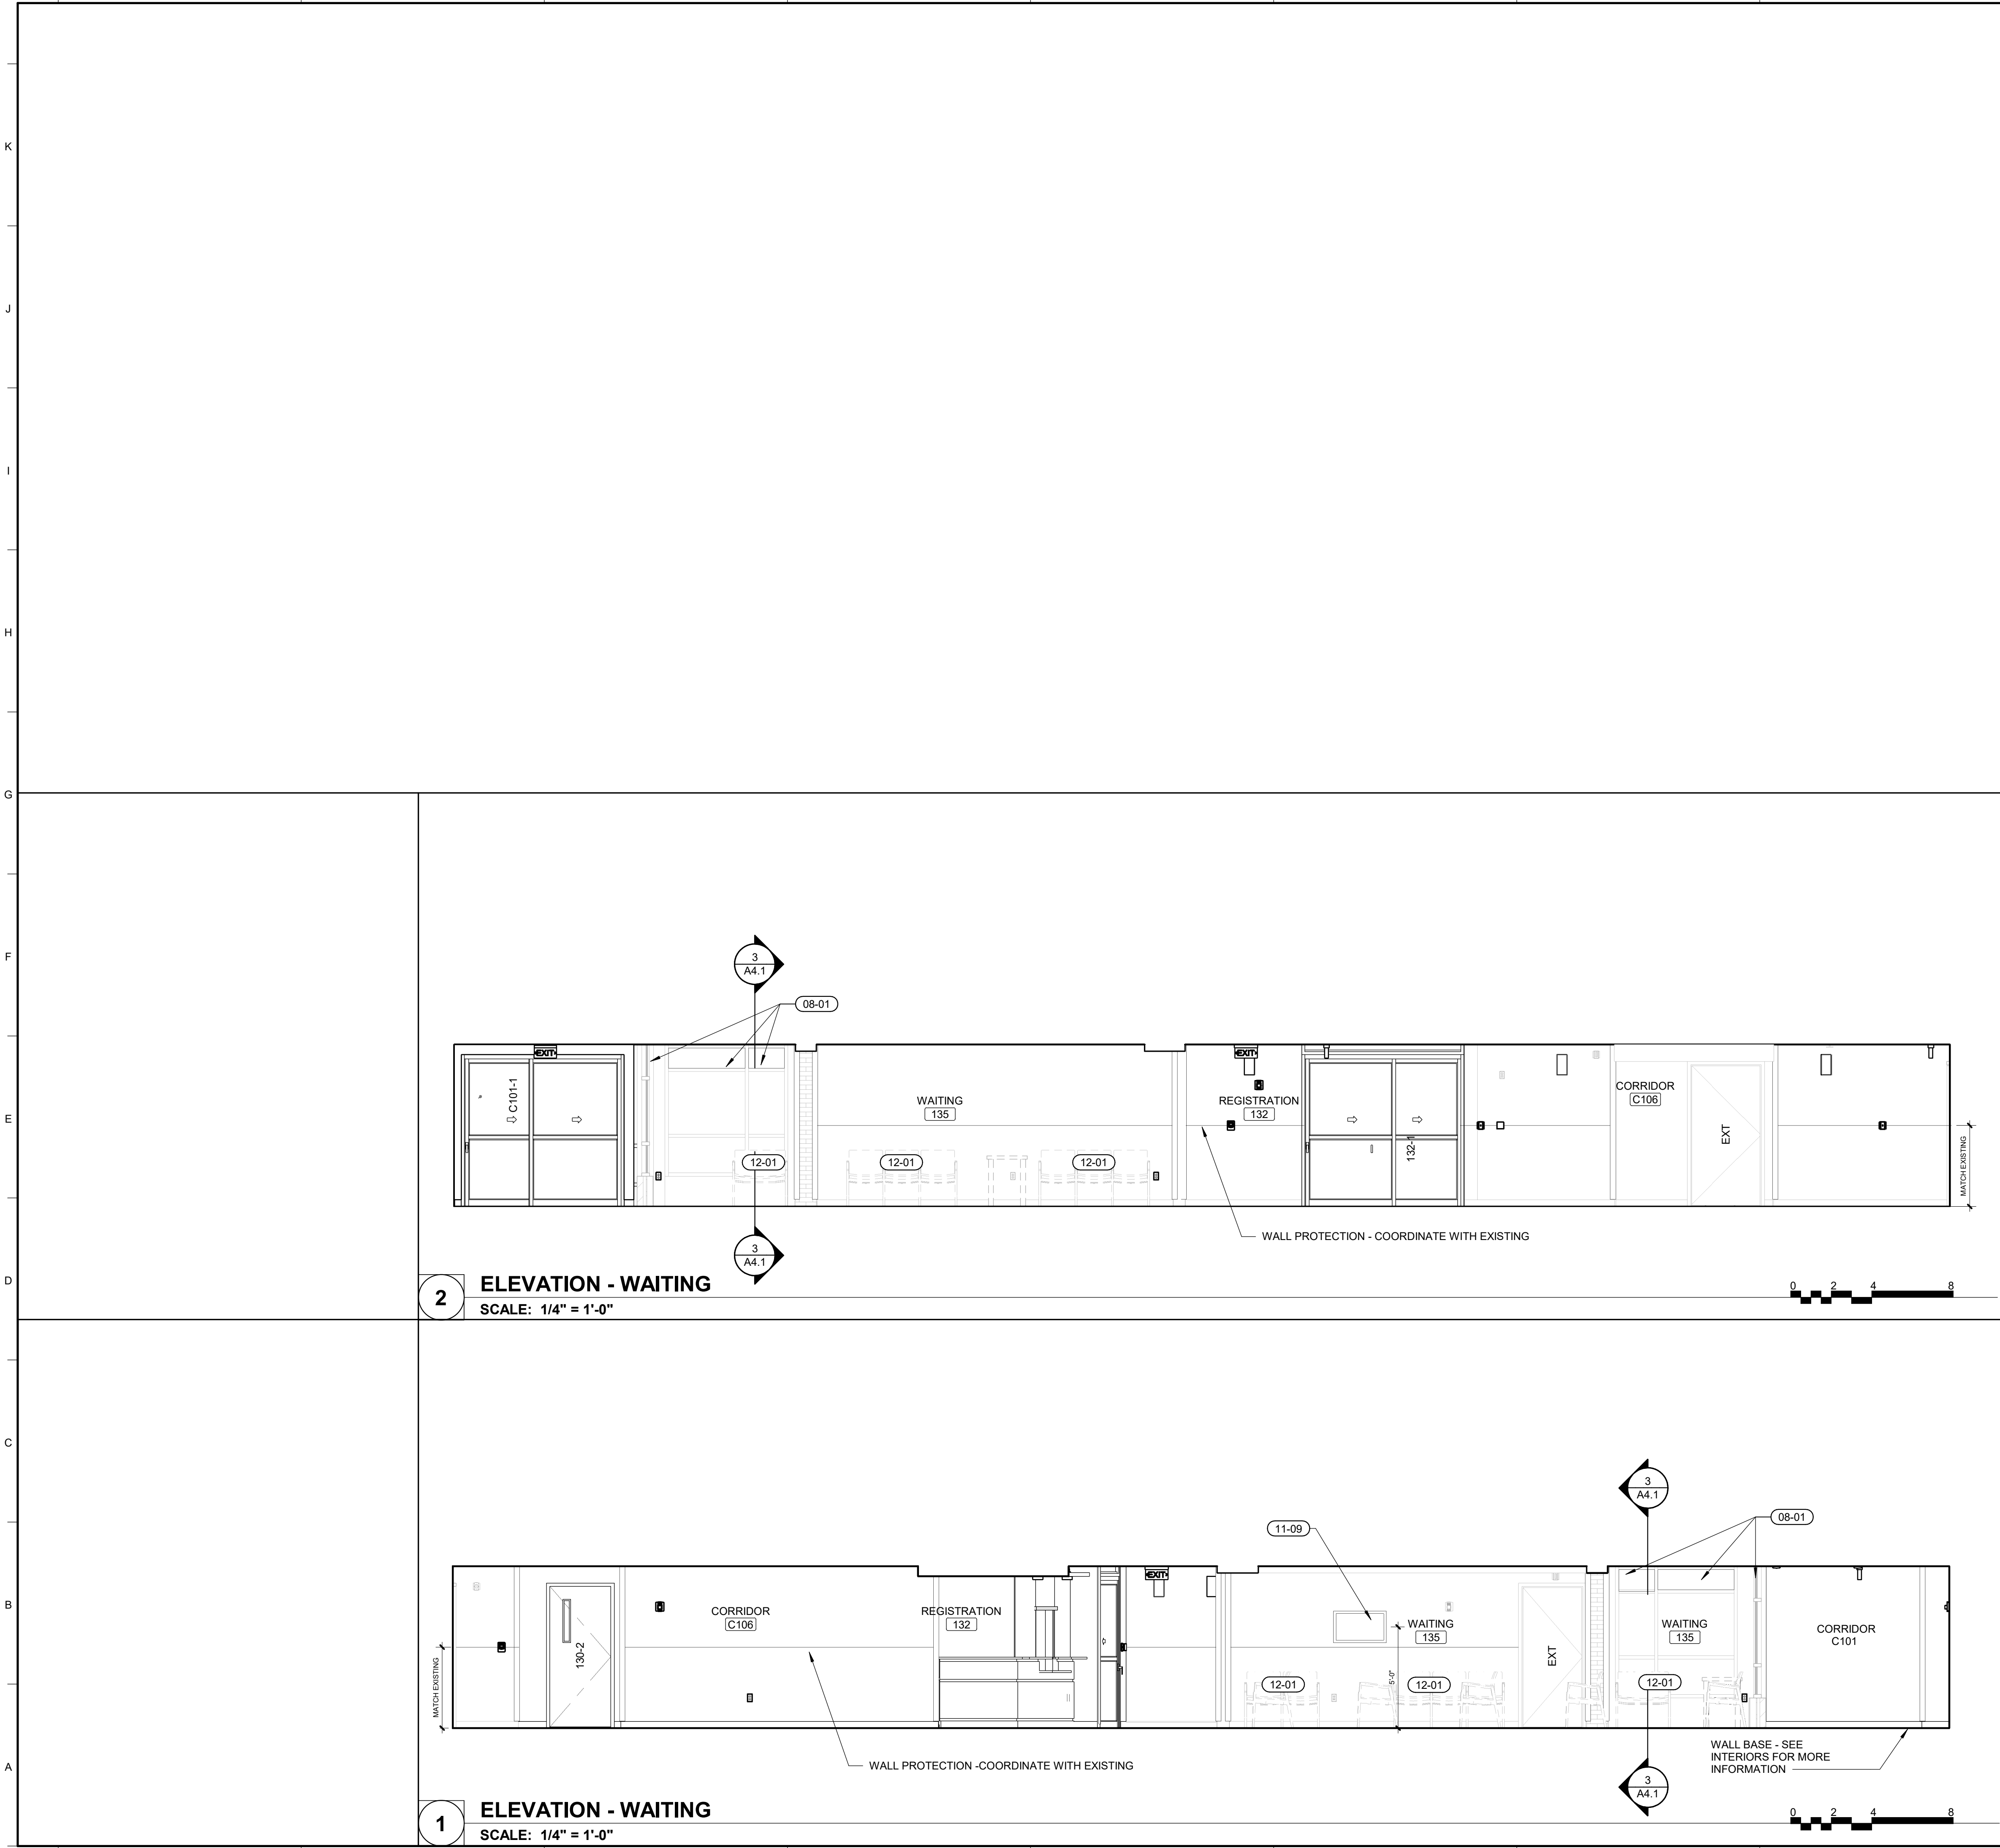 K
J
I
H
G
F
E
D
C
B
A
3
A4.1
08-01
EXIT
C101-1
WAITING
135
EXIT
REGISTRATION
132
132-1
CORRIDOR
C106
EXT
12-01
12-01
12-01
MATCH EXISTING
WALL PROTECTION - COORDINATE WITH EXISTING
3
A4.1
2
ELEVATION - WAITING
SCALE: 1/4" = 1'-0"
0 2 4 8
3
A4.1
11-09
08-01
EXIT
130-2
CORRIDOR
C106
REGISTRATION
132
WAITING
135
EXT
WAITING
135
CORRIDOR
C101
MATCH EXISTING
12-01
5'-0"
12-01
12-01
WALL PROTECTION -COORDINATE WITH EXISTING
WALL BASE - SEE
INTERIORS FOR MORE
INFORMATION
3
A4.1
1
ELEVATION - WAITING
SCALE: 1/4" = 1'-0"
0 2 4 8